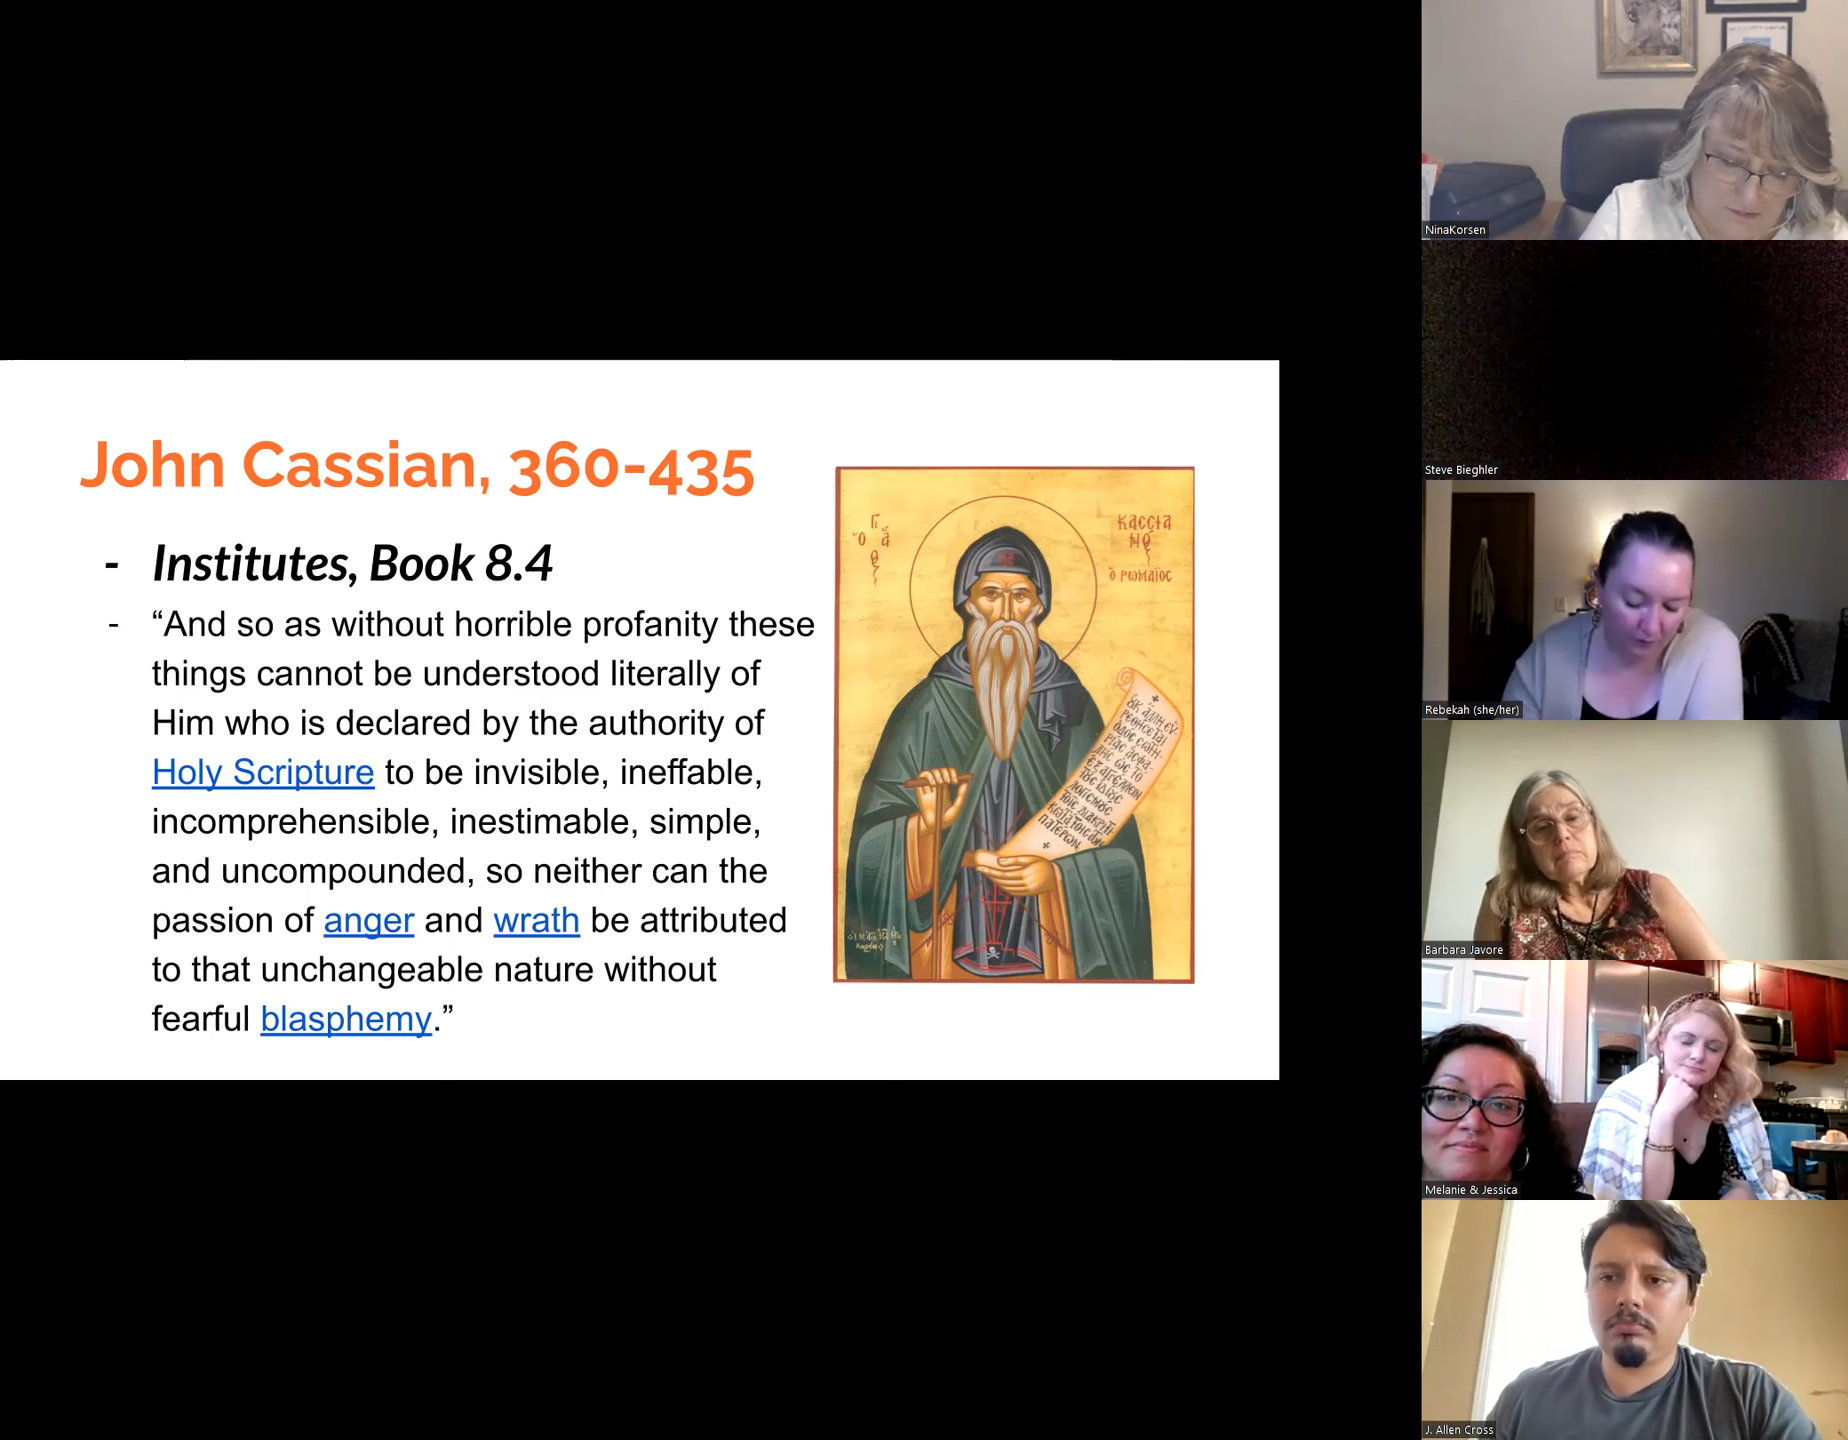 John Cassian, 360-435
- Institutes, Book 8.4
- “And so as without horrible profanity these
things cannot be understood literally of
Him who is declared by the authority of
Holy Scripture to be invisible, ineffable,
incomprehensible, inestimable, simple,
and uncompounded, so neither can the
passion of anger and wrath be attributed
to that unchangeable nature without
fearful blasphemy.”
ΚΑССΙΑ
ὁ ΡωΜΑΙΟС
NinaKorsen
Steve Bieghler
Rebekah (she/her)
Barbara Javore
Melanie & Jessica
J. Allen Cross